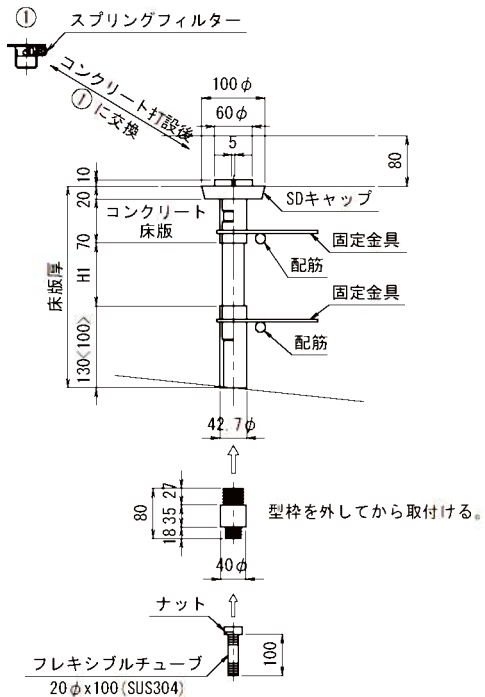 ①
スプリングフィルター
コンクリート打設後
①に交換
100φ
60φ
5
80
10
20
SDキャップ
コンクリート
床版
固定金具
70
配筋
床版厚
H1
固定金具
配筋
130<100>
42.7φ
27
80
35
18
型枠を外してから取付ける。
40φ
ナット
100
フレキシブルチューブ
20φx100(SUS304)